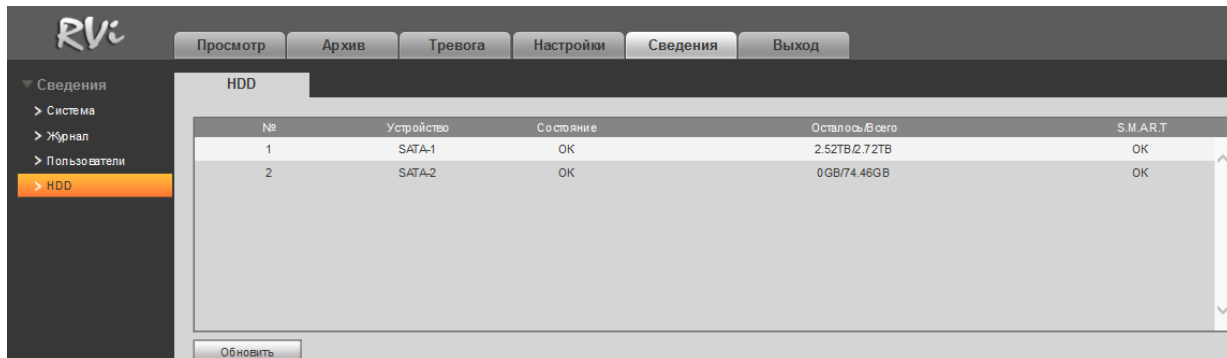 RVi
Просмотр Архив Тревога Настройки Сведения Выход
Сведения
HDD
Система
Журнал
Пользователи
HDD
№ Устройство Состояние Осталось/Всего S.M.A.R.T
1 SATA-1 OK 2.52TB/2.72TB OK
2 SATA-2 OK 0GB/74.46GB OK
Обновить